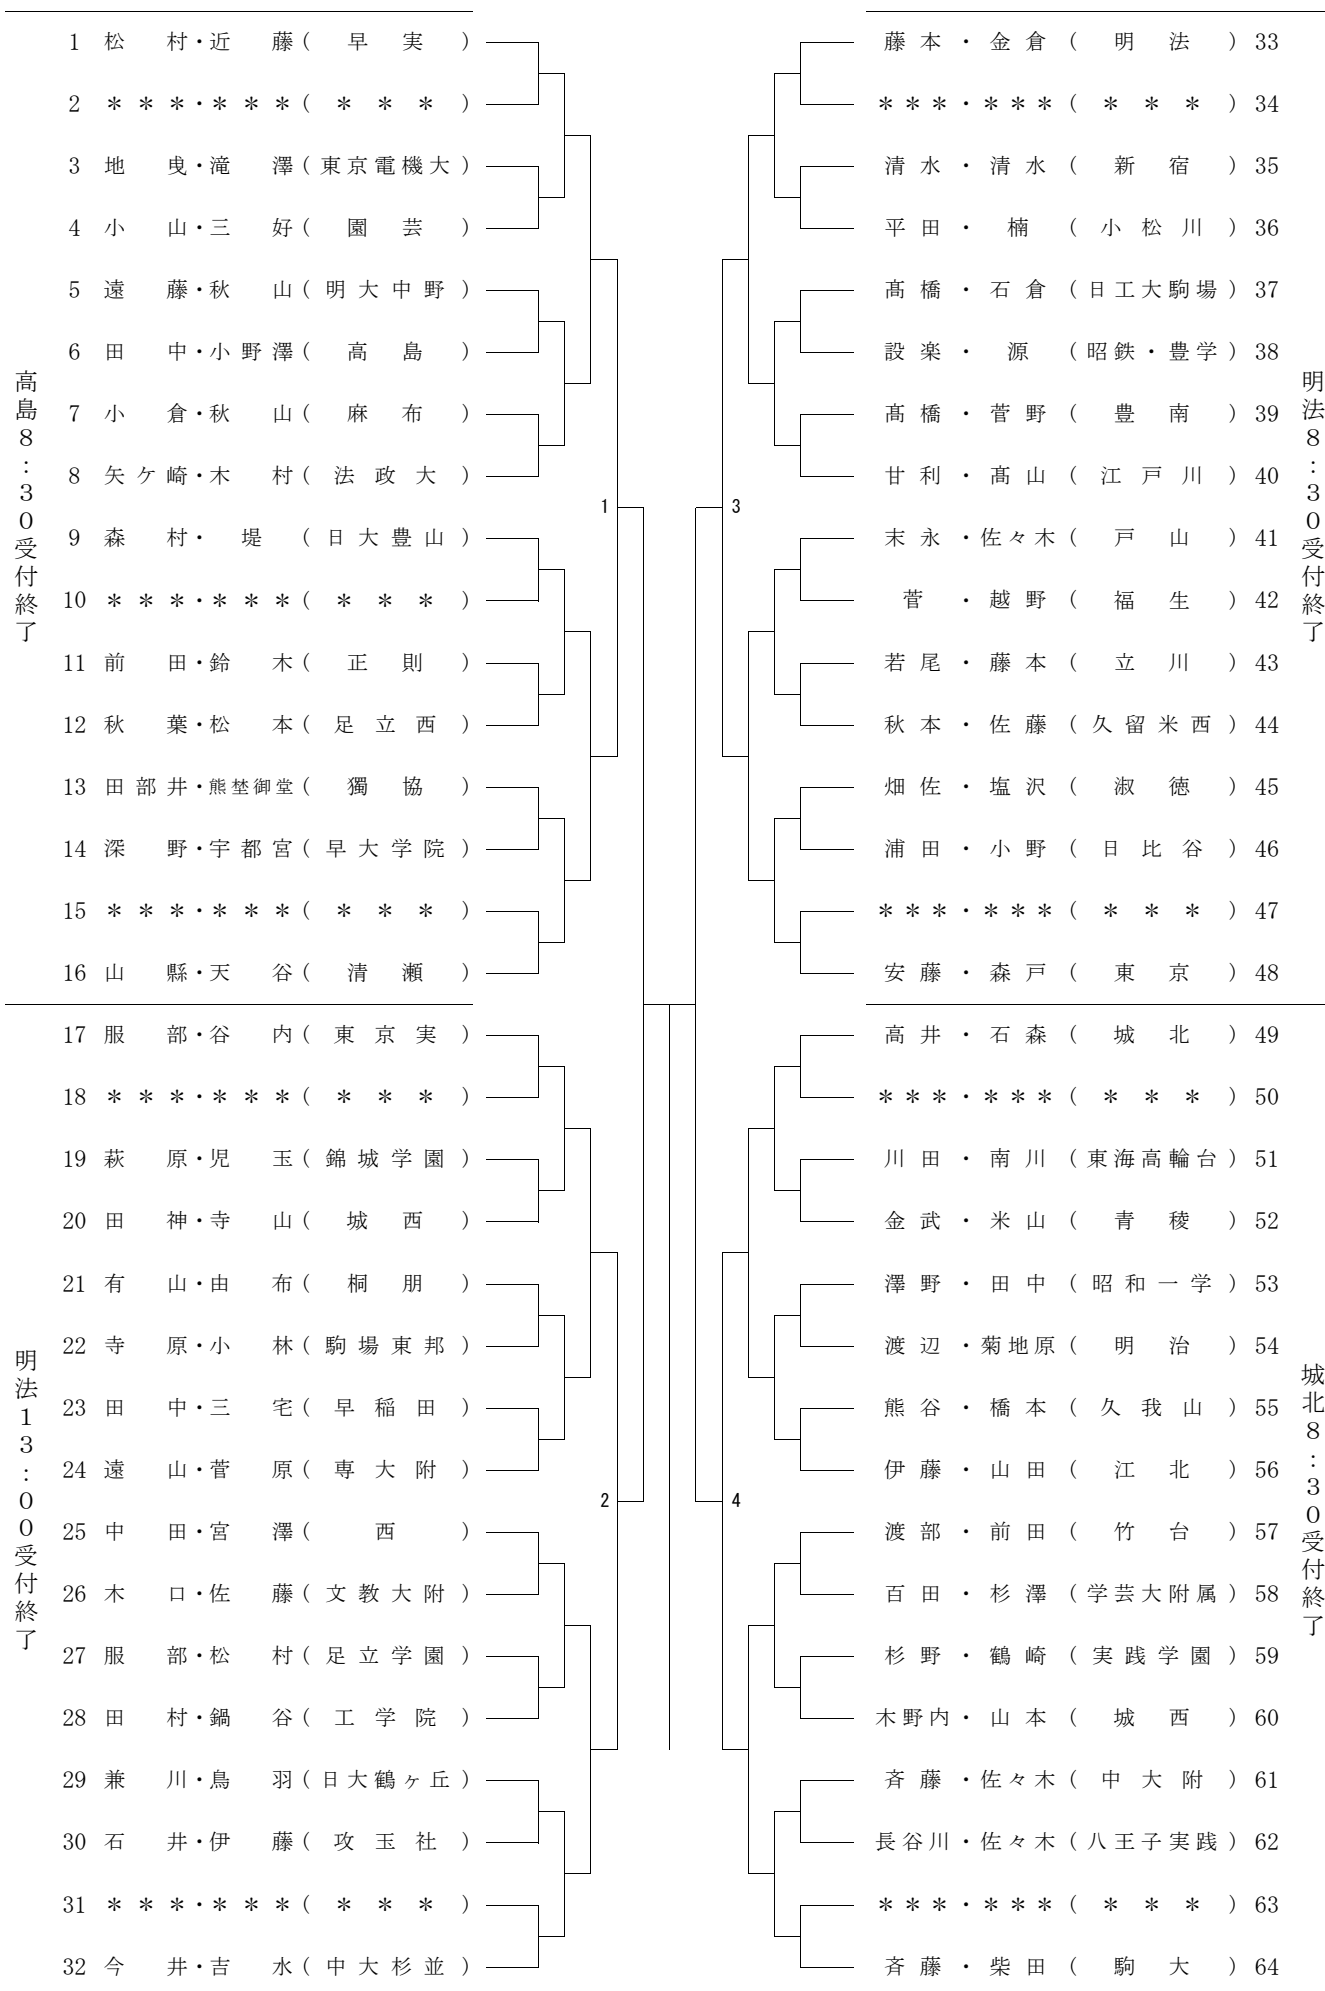 高島８：３０受付終了
1 松村・近藤(早実)
2 ＊＊＊・＊＊＊(＊＊＊)
3 地曵・滝澤(東京電機大)
4 小山・三好(園芸)
5 遠藤・秋山(明大中野)
6 田中・小野澤(高島)
7 小倉・秋山(麻布)
8 矢ケ崎・木村(法政大)
9 森村・堤(日大豊山)
10 ＊＊＊・＊＊＊(＊＊＊)
11 前田・鈴木(正則)
12 秋葉・松本(足立西)
13 田部井・熊埜御堂(獨協)
14 深野・宇都宮(早大学院)
15 ＊＊＊・＊＊＊(＊＊＊)
16 山縣・天谷(清瀬)
1
明法１３：００受付終了
17 服部・谷内(東京実)
18 ＊＊＊・＊＊＊(＊＊＊)
19 萩原・児玉(錦城学園)
20 田神・寺山(城西)
21 有山・由布(桐朋)
22 寺原・小林(駒場東邦)
23 田中・三宅(早稲田)
24 遠山・菅原(専大附)
25 中田・宮澤(西)
26 木口・佐藤(文教大附)
27 服部・松村(足立学園)
28 田村・鍋谷(工学院)
29 兼川・鳥羽(日大鶴ヶ丘)
30 石井・伊藤(攻玉社)
31 ＊＊＊・＊＊＊(＊＊＊)
32 今井・吉水(中大杉並)
2
藤本・金倉(明法) 33
＊＊＊・＊＊＊(＊＊＊) 34
清水・清水(新宿) 35
平田・楠(小松川) 36
髙橋・石倉(日工大駒場) 37
設楽・源(昭鉄・豊学) 38
髙橋・菅野(豊南) 39
甘利・髙山(江戸川) 40
末永・佐々木(戸山) 41
菅・越野(福生) 42
若尾・藤本(立川) 43
秋本・佐藤(久留米西) 44
畑佐・塩沢(淑徳) 45
浦田・小野(日比谷) 46
＊＊＊・＊＊＊(＊＊＊) 47
安藤・森戸(東京) 48
3
明法８：３０受付終了
高井・石森(城北) 49
＊＊＊・＊＊＊(＊＊＊) 50
川田・南川(東海高輪台) 51
金武・米山(青稜) 52
澤野・田中(昭和一学) 53
渡辺・菊地原(明治) 54
熊谷・橋本(久我山) 55
伊藤・山田(江北) 56
渡部・前田(竹台) 57
百田・杉澤(学芸大附属) 58
杉野・鶴崎(実践学園) 59
木野内・山本(城西) 60
斉藤・佐々木(中大附) 61
長谷川・佐々木(八王子実践) 62
＊＊＊・＊＊＊(＊＊＊) 63
斉藤・柴田(駒大) 64
4
城北８：３０受付終了